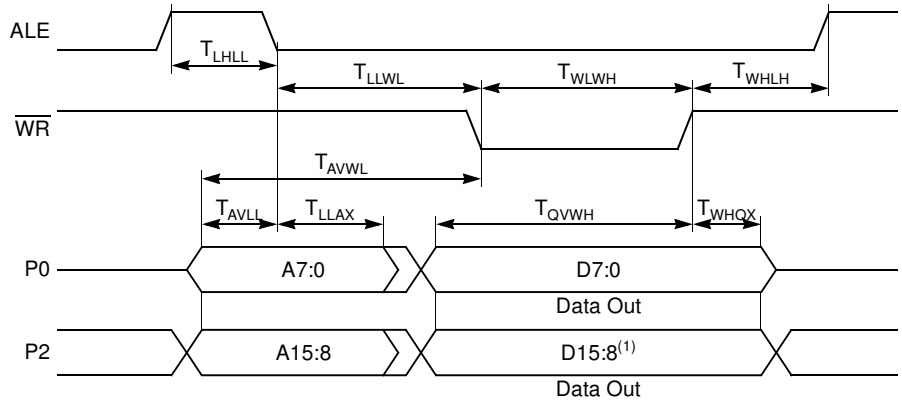 ALE
T_LHLL
T_LLWL
T_WLWH
T_WHLH
WR
T_AVWL
T_AVLL
T_LLAX
T_QVWH
T_WHQX
P0
A7:0
D7:0
Data Out
P2
A15:8
D15:8(1)
Data Out